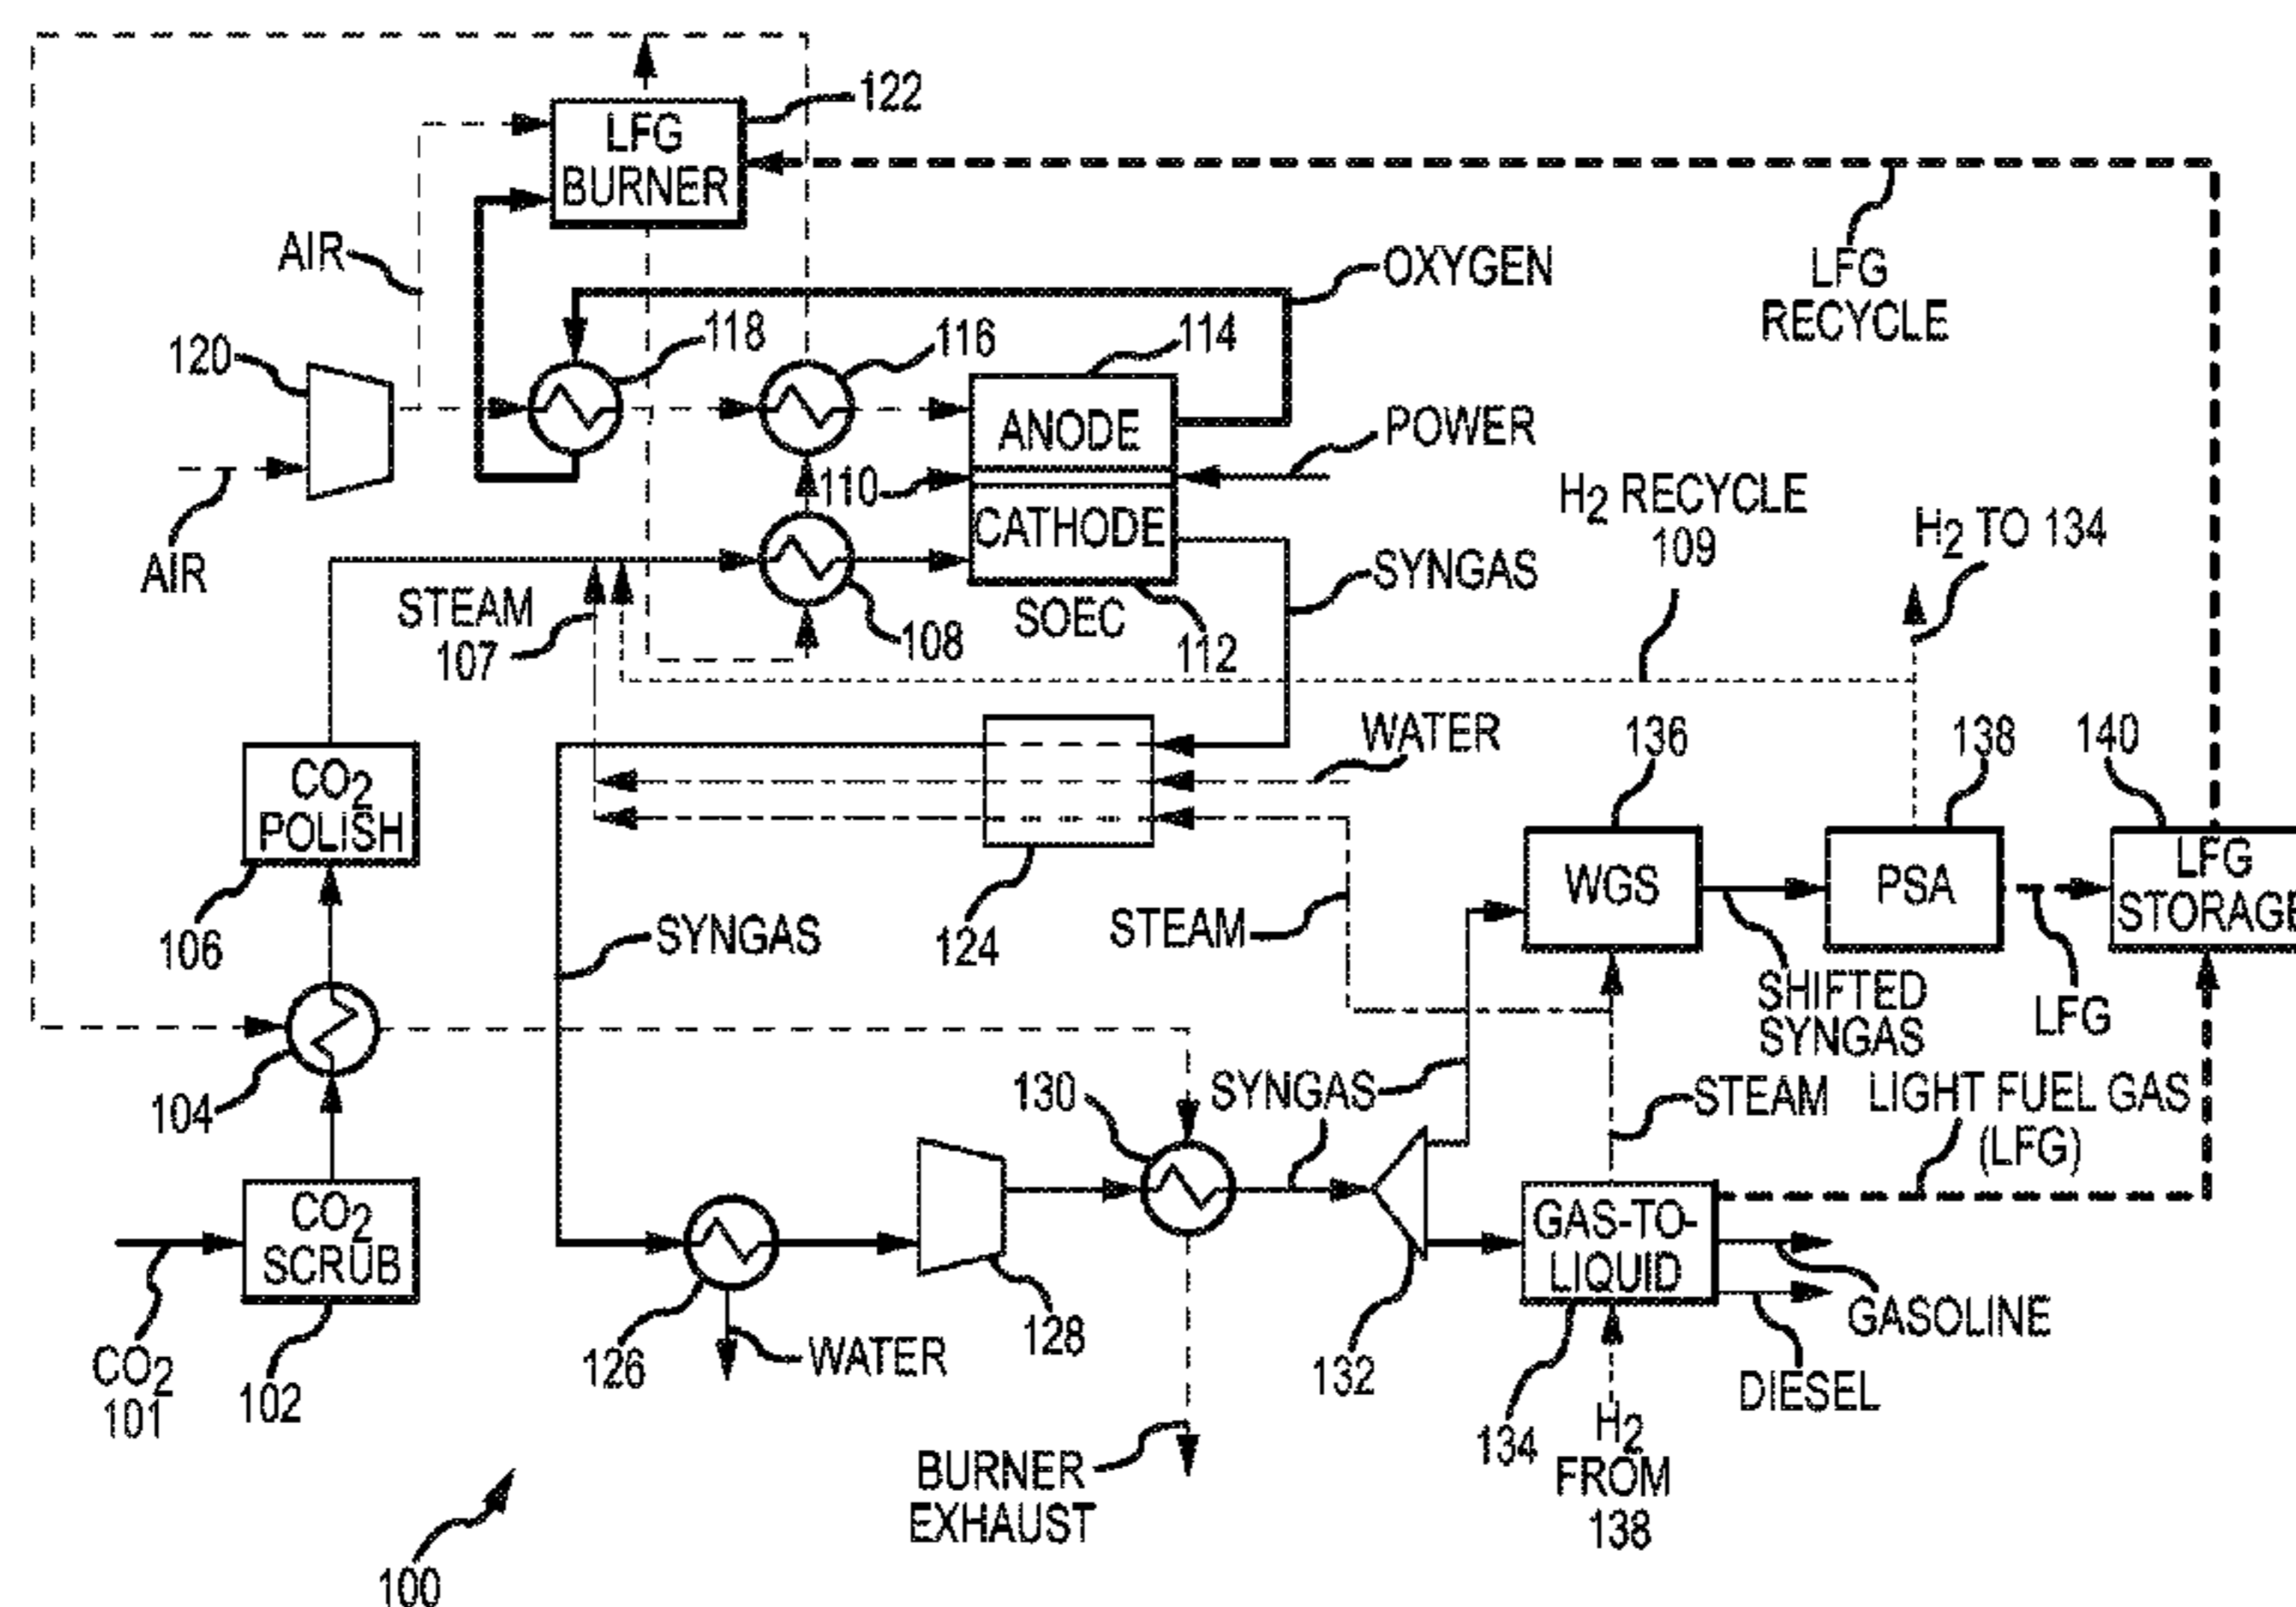 122
LFG
BURNER
AIR
OXYGEN
LFG
RECYCLE
120
118
116
114
ANODE
POWER
110
CATHODE
H2 RECYCLE
109
H2 TO 134
AIR
STEAM
107
108
SOEC
112
SYNGAS
WATER
136
138
140
CO2
POLISH
106
124
SYNGAS
STEAM
WGS
PSA
LFG
STORAGE
SHIFTED
SYNGAS
LFG
104
130
SYNGAS
STEAM
LIGHT FUEL GAS
(LFG)
CO2
SCRUB
GAS-TO-
LIQUID
CO2
101
102
126
WATER
128
132
134
GASOLINE
DIESEL
H2
FROM
138
BURNER
EXHAUST
100